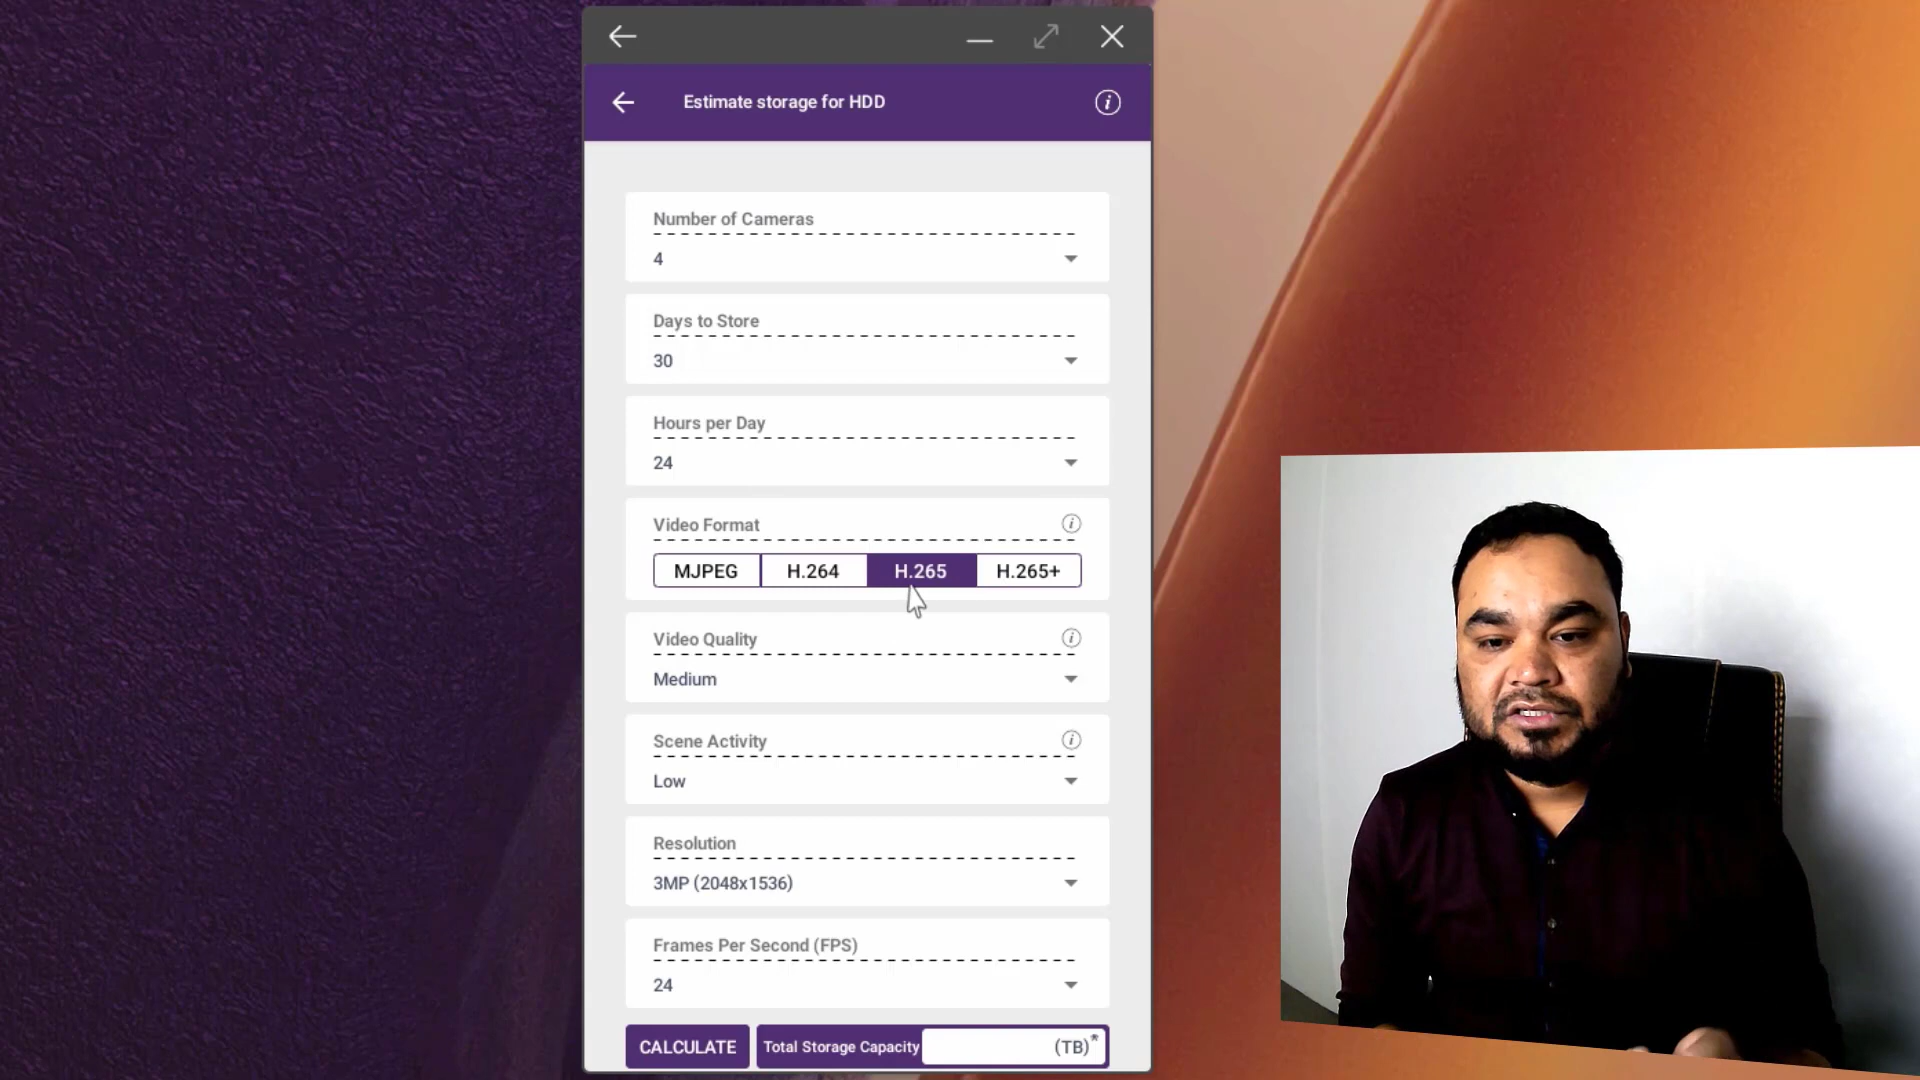 Estimate storage for HDD
Number of Cameras
4
Days to Store
30
Hours per Day
24
Video Format
MJPEG H.264 H.265 H.265+
Video Quality
Medium
Scene Activity
Low
Resolution
3MP (2048x1536)
Frames Per Second (FPS)
24
CALCULATE Total Storage Capacity (TB)*